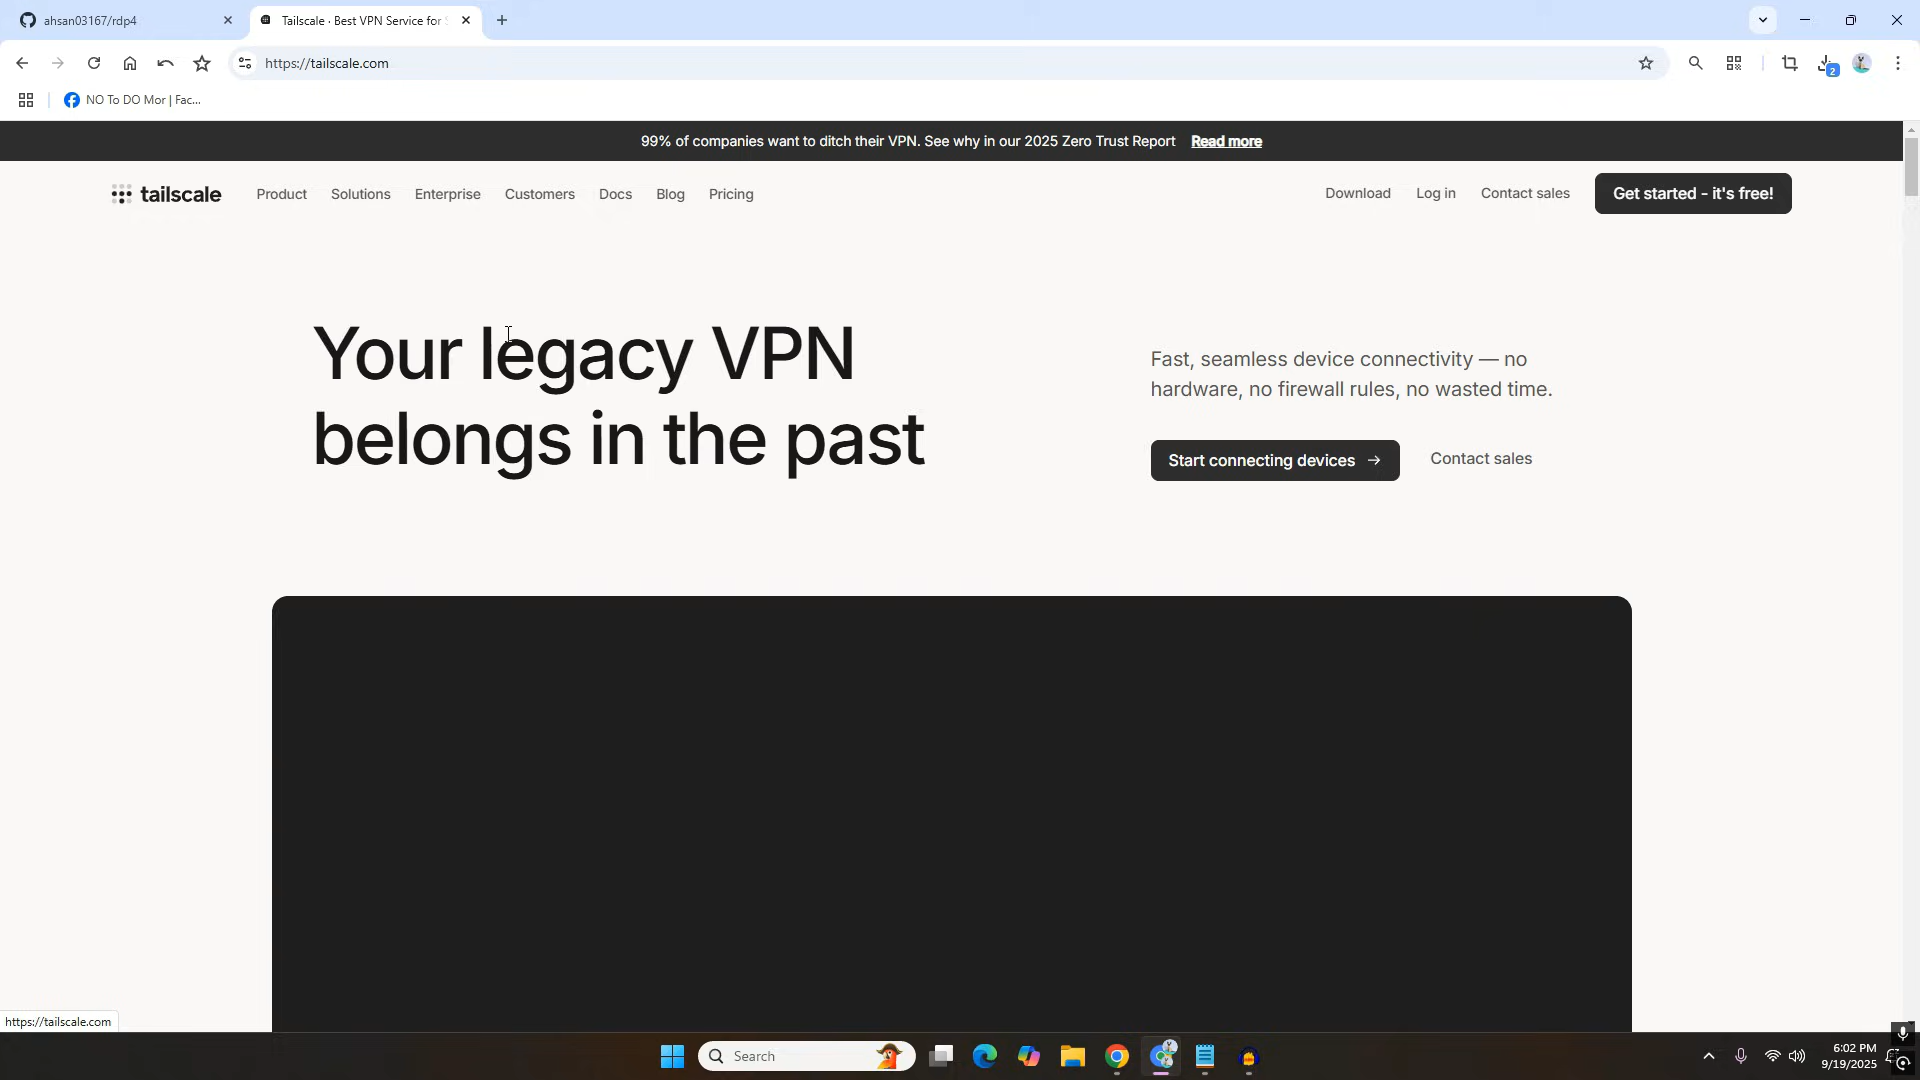 ahsan03167/rdp4
Tailscale · Best VPN Service for
https://tailscale.com
2
NO To DO Mor | Fac...
99% of companies want to ditch their VPN. See why in our 2025 Zero Trust Report Read more
tailscale
Product Solutions Enterprise Customers Docs Blog Pricing
Download Log in Contact sales Get started - it's free!
Your legacy VPN
belongs in the past
Fast, seamless device connectivity — no
hardware, no firewall rules, no wasted time.
Start connecting devices → Contact sales
https://tailscale.com
Search
6:02 PM
9/19/2025